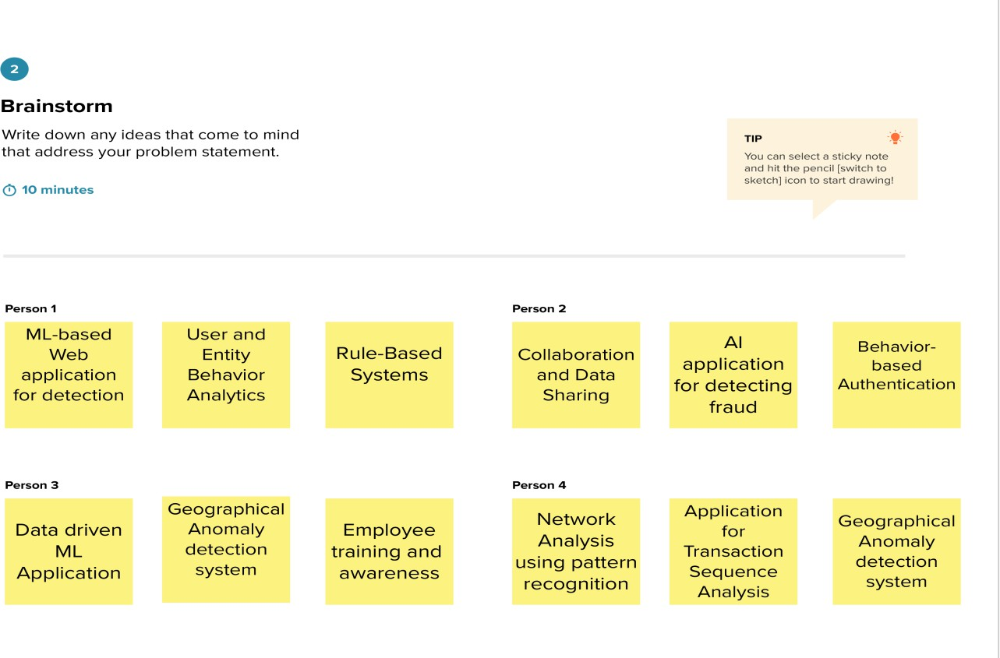 2
Brainstorm
Write down any ideas that come to mind
that address your problem statement.
10 minutes
TIP
You can select a sticky note
and hit the pencil [switch to
sketch] icon to start drawing!
Person 1
ML-based
Web
application
for detection
User and
Entity
Behavior
Analytics
Rule-Based
Systems
Person 2
Collaboration
and Data
Sharing
AI
application
for detecting
fraud
Behavior-
based
Authentication
Person 3
Data driven
ML
Application
Geographical
Anomaly
detection
system
Employee
training and
awareness
Person 4
Network
Analysis
using pattern
recognition
Application
for
Transaction
Sequence
Analysis
Geographical
Anomaly
detection
system